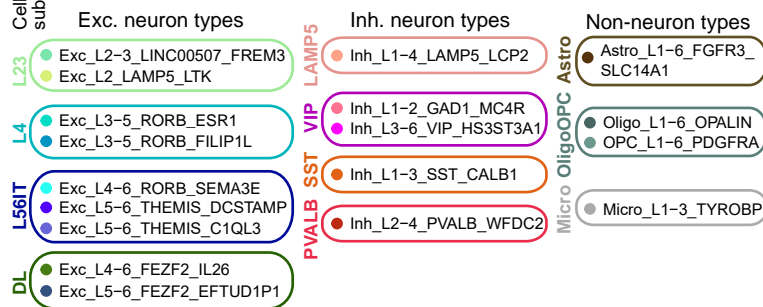 Cell
sub
Exc. neuron types
L23
Exc_L2−3_LINC00507_FREM3
Exc_L2_LAMP5_LTK
L4
Exc_L3−5_RORB_ESR1
Exc_L3−5_RORB_FILIP1L
L56IT
Exc_L4−6_RORB_SEMA3E
Exc_L5−6_THEMIS_DCSTAMP
Exc_L5−6_THEMIS_C1QL3
DL
Exc_L4−6_FEZF2_IL26
Exc_L5−6_FEZF2_EFTUD1P1
Inh. neuron types
LAMP5
Inh_L1−4_LAMP5_LCP2
VIP
Inh_L1−2_GAD1_MC4R
Inh_L3−6_VIP_HS3ST3A1
SST
Inh_L1−3_SST_CALB1
PVALB
Inh_L2−4_PVALB_WFDC2
Non-neuron types
Astro
Astro_L1−6_FGFR3_
SLC14A1
OligoOPC
Oligo_L1−6_OPALIN
OPC_L1−6_PDGFRA
Micro
Micro_L1−3_TYROBP